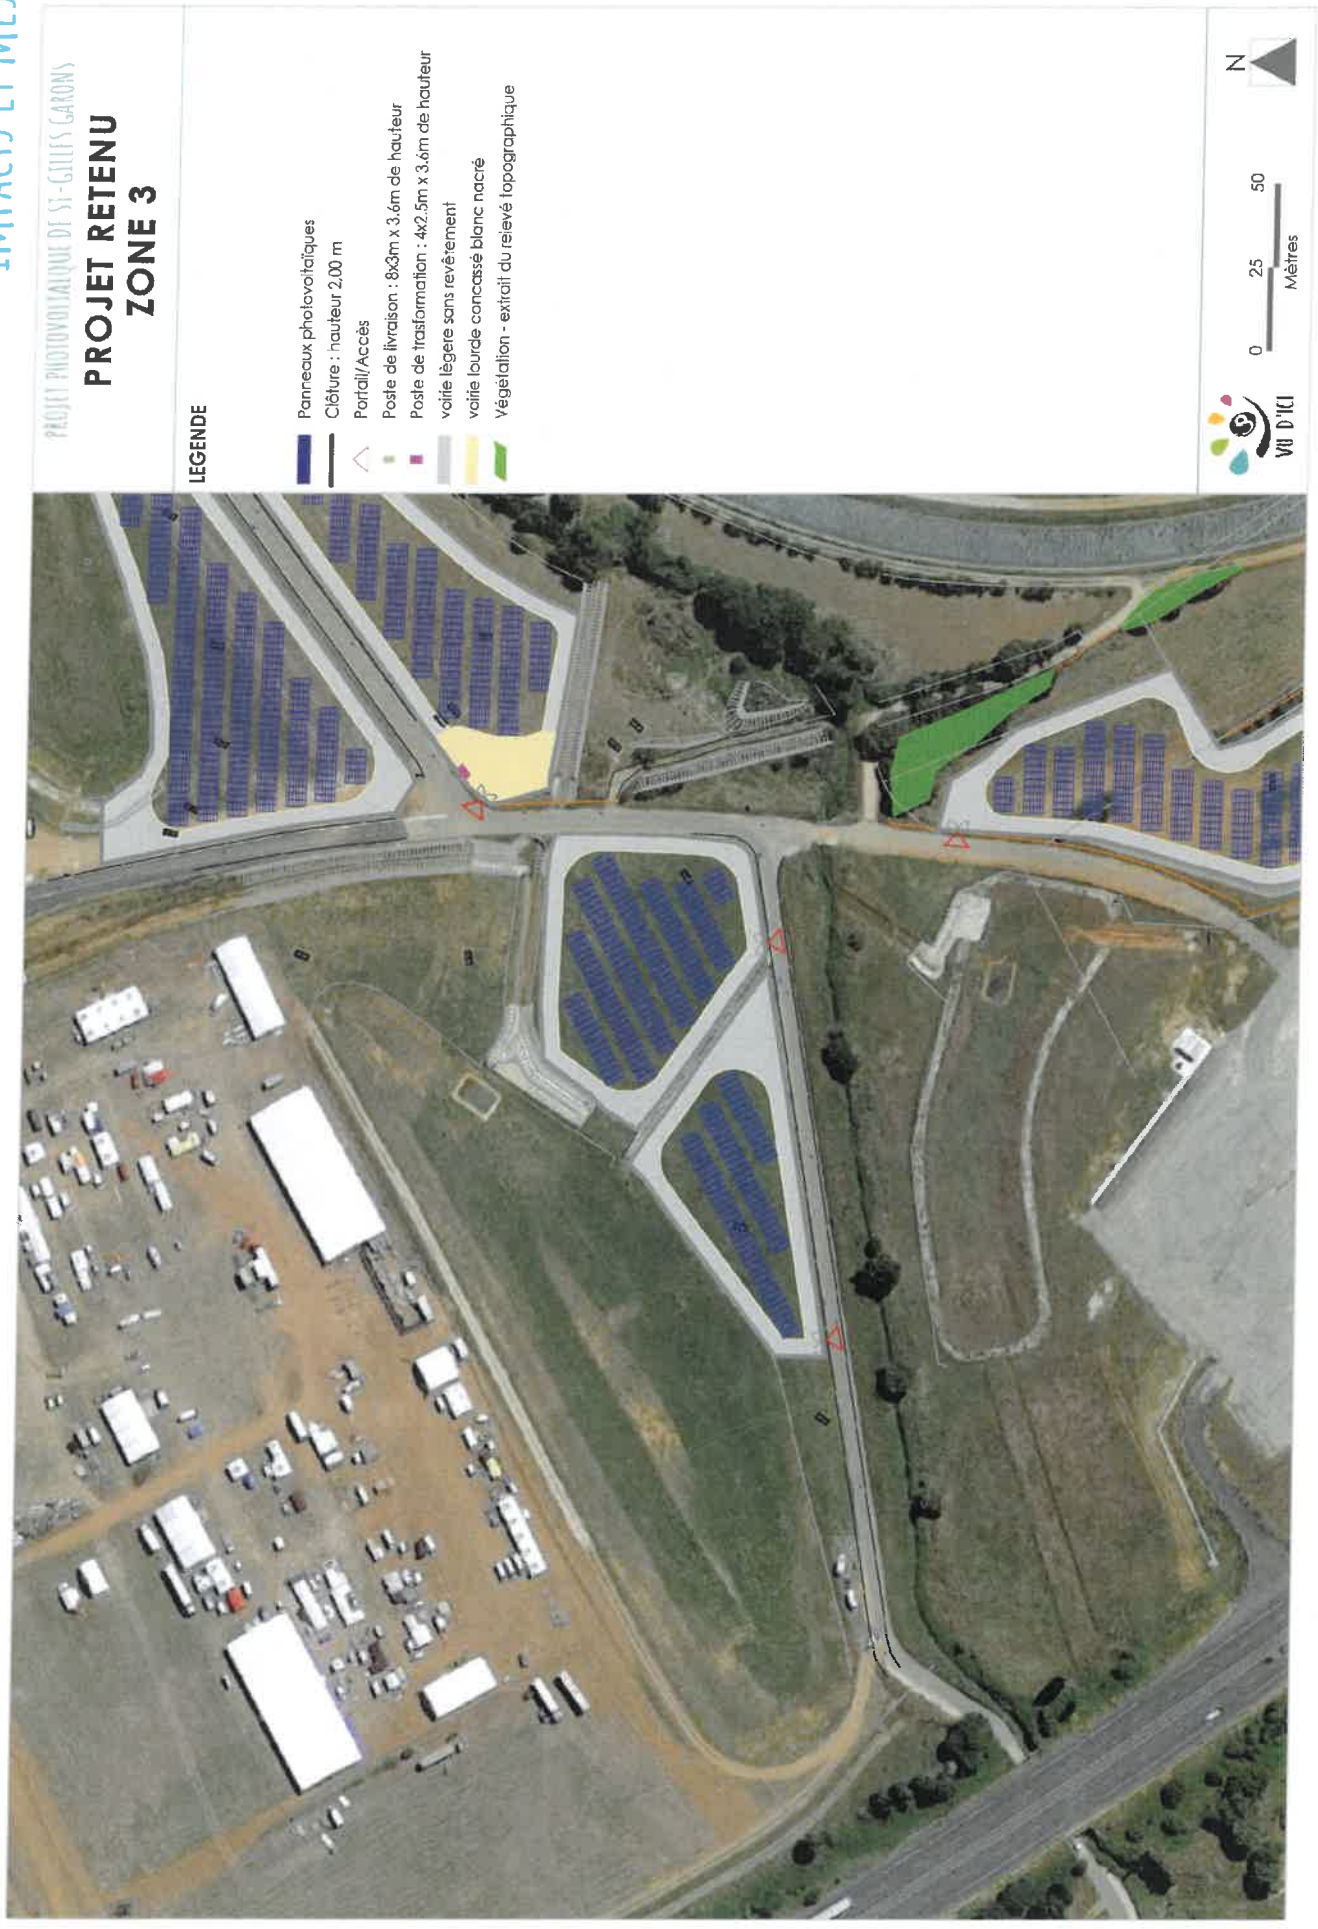 PROJET PHOTOVOLTAIQUE DE ST-GILLES GARONS
PROJET RETENU
ZONE 3
LEGENDE
Panneaux photovoltaïques
Clôture : hauteur 2,00 m
Portail/Accès
Poste de livraison : 8x3m x 3.6m de hauteur
Poste de trasformation : 4x2.5m x 3.6m de hauteur
voirie légère sans revêtement
voirie lourde concassé blanc nacré
Végétation - extrait du relevé topographique
VU D'ICI
0 25 50
Mètres
N